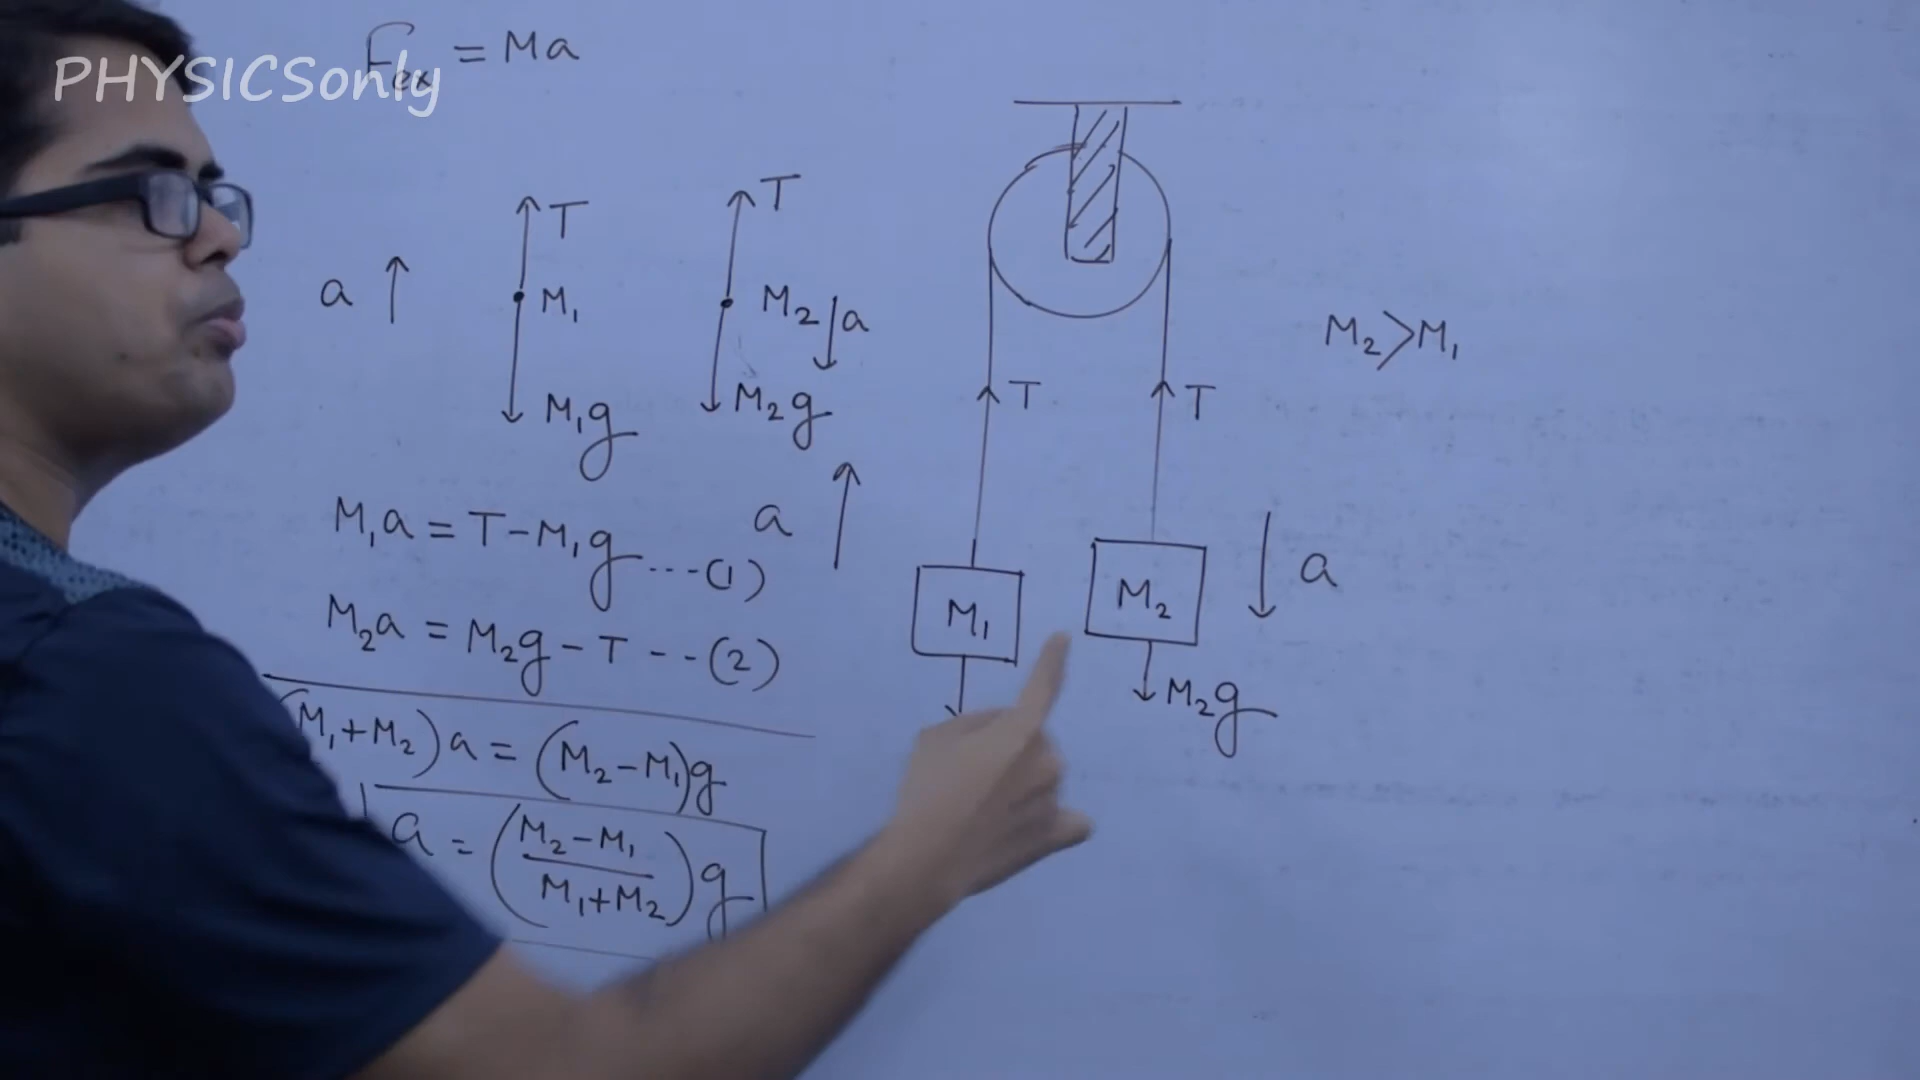 PHYSICSonly
Fex = Ma
T
T
a
M₁
M₂
a
M₁g
M₂g
M₁a = T - M₁g ---(1)
M₂a = M₂g - T --(2)
(M₁+M₂)a = (M₂-M₁)g
a = (M₂-M₁/M₁+M₂)g
T
T
M₂>M₁
a
M₁
M₂
a
M₂g